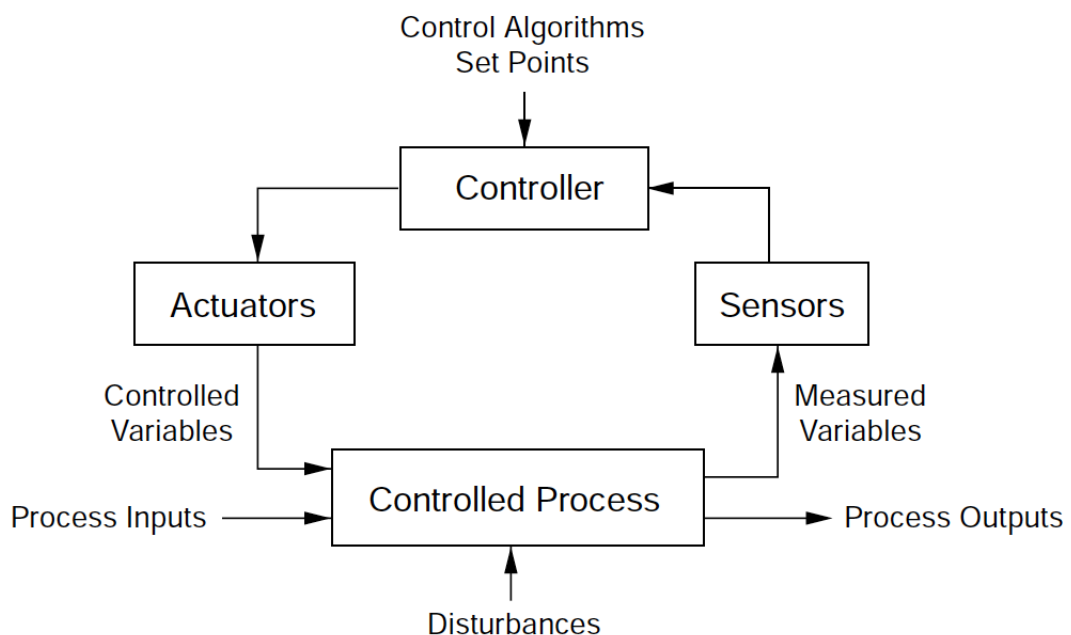 Control Algorithms
Set Points
Controller
Actuators
Sensors
Controlled
Variables
Measured
Variables
Controlled Process
Process Inputs
Process Outputs
Disturbances